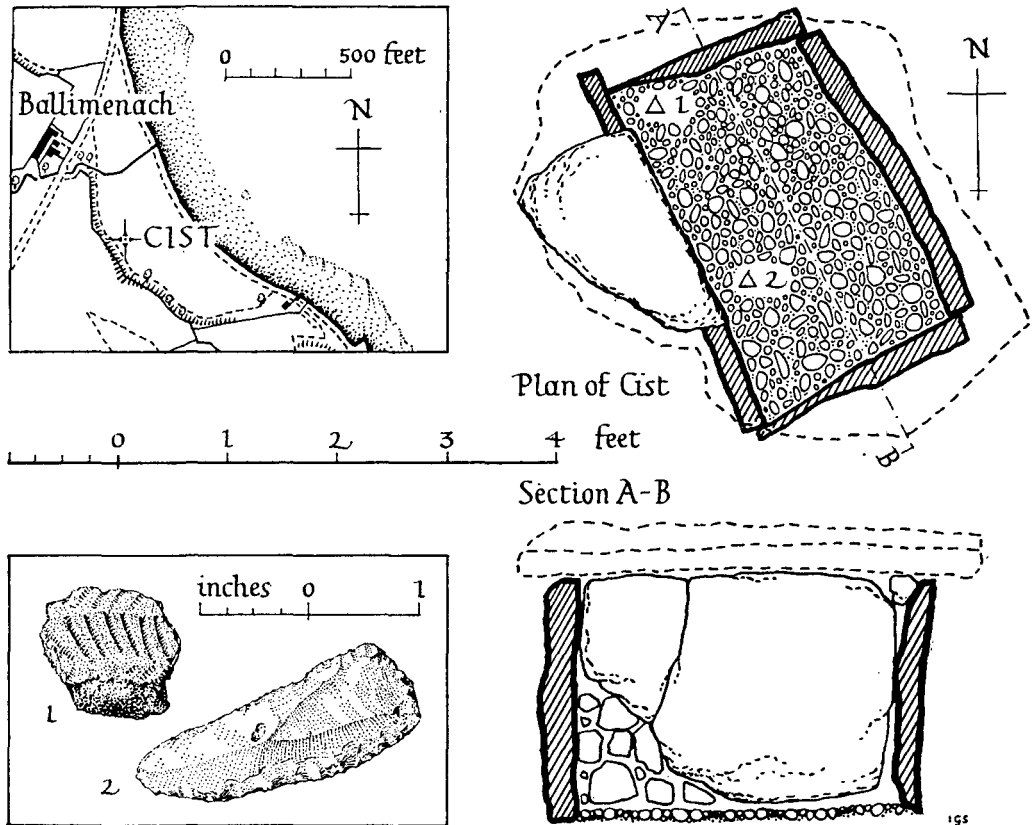 0 500 feet
Ballimenach
N
CIST
A
N
△ 1
△ 2
B
Plan of Cist
0 1 2 3 4 feet
Section A-B
inches 0 1
1
2
IGS